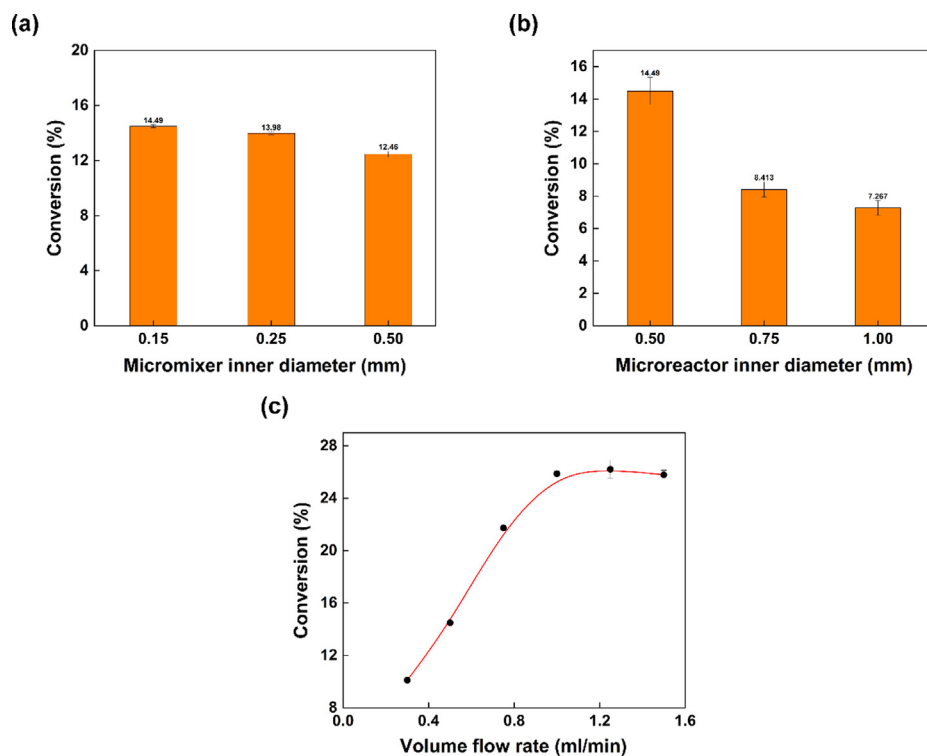 (a)
20
16
12
8
4
0
Conversion (%)
14.49
13.98
12.46
0.15 0.25 0.50
Micromixer inner diameter (mm)
(b)
16
14
12
10
8
6
4
2
0
Conversion (%)
14.49
8.413
7.267
0.50 0.75 1.00
Microreactor inner diameter (mm)
(c)
28
24
20
16
12
8
Conversion (%)
0.0 0.4 0.8 1.2 1.6
Volume flow rate (ml/min)